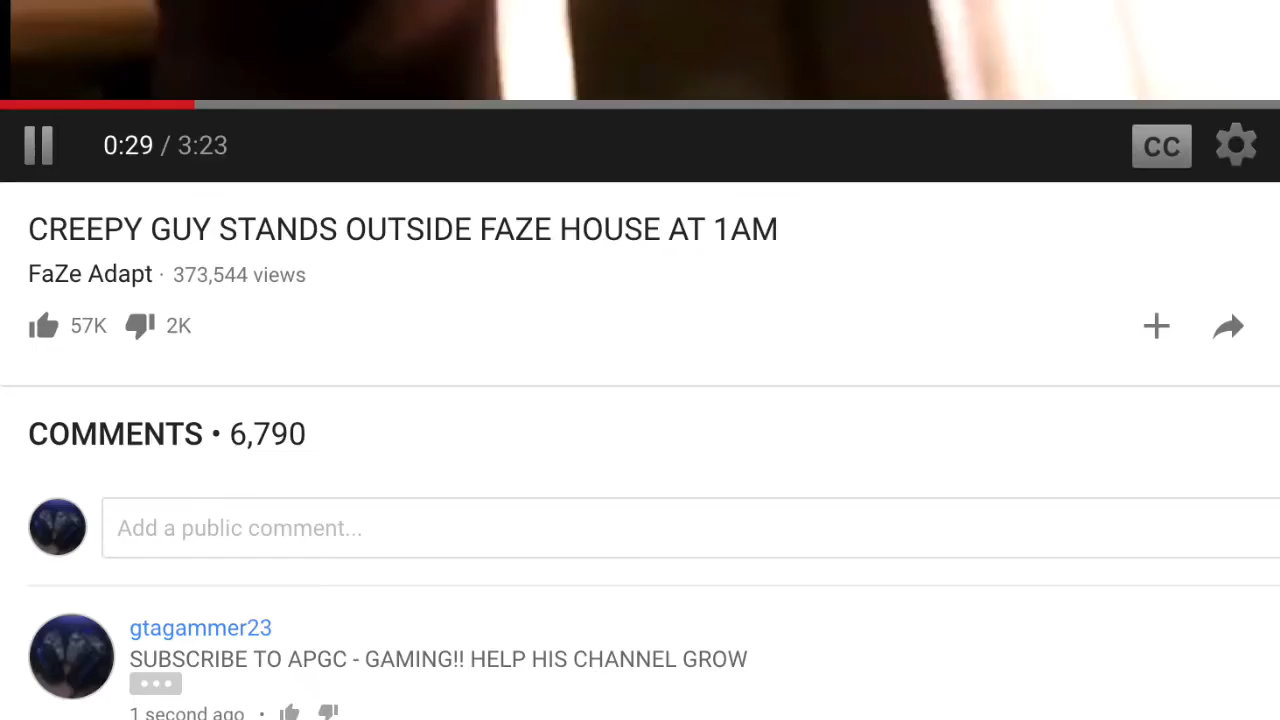 0:29 / 3:23
CC
CREEPY GUY STANDS OUTSIDE FAZE HOUSE AT 1AM
FaZe Adapt · 373,544 views
57K 2K
COMMENTS • 6,790
Add a public comment...
gtagammer23
SUBSCRIBE TO APGC - GAMING!! HELP HIS CHANNEL GROW
1 second ago •